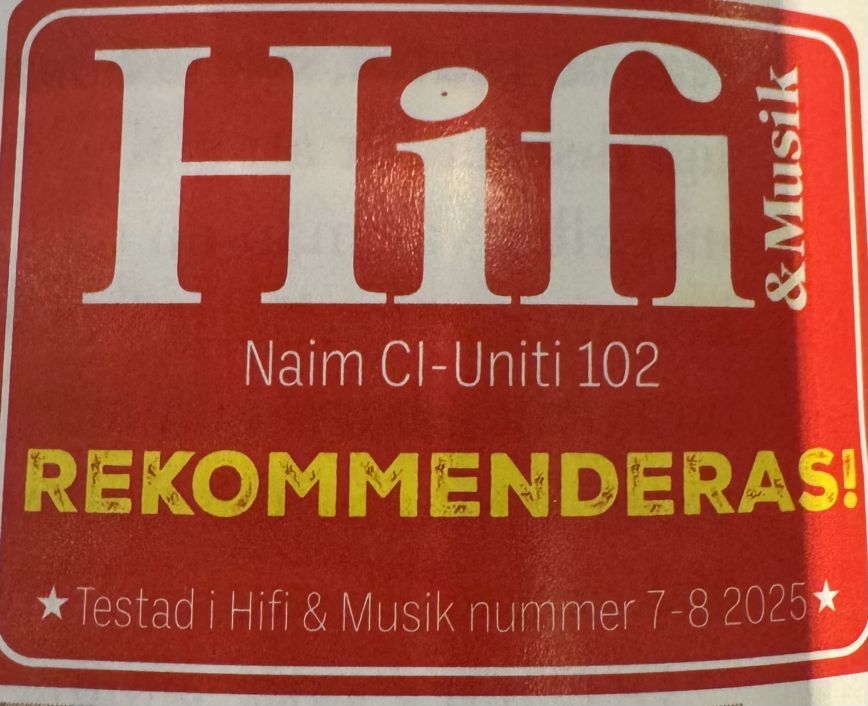 Hifi
& Musik
Naim CI-Uniti 102
REKOMMENDERAS!
★Testad i Hifi & Musik nummer 7-8 2025★